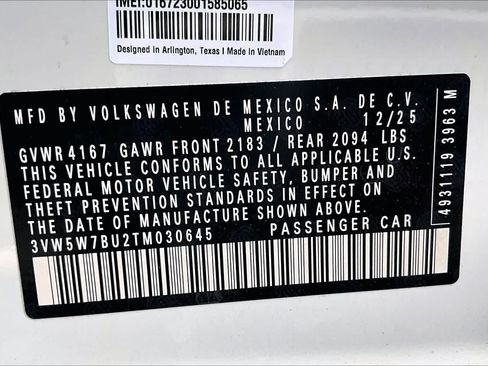 IMEI:016723001585065
Designed in Arlington, Texas I Made in Vietnam
MFD BY VOLKSWAGEN DE MEXICO S.A. DE C.V.
MEXICO 12/25
GVWR 4167 GAWR FRONT 2183 / REAR 2094 LBS
THIS VEHICLE CONFORMS TO ALL APPLICABLE U.S.
FEDERAL MOTOR VEHICLE SAFETY, BUMPER AND
THEFT PREVENTION STANDARDS IN EFFECT ON
THE DATE OF MANUFACTURE SHOWN ABOVE
3VW5W7BU2TM030645 PASSENGER CAR
4931119 3963 M